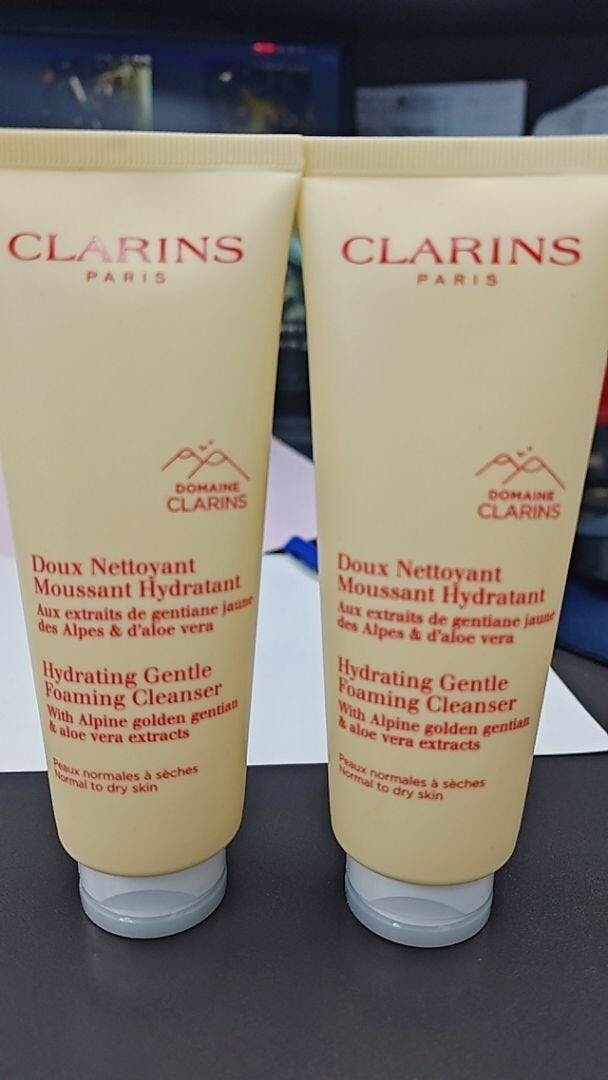 CLARINS
PARIS
DOMAINE
CLARINS
Doux Nettoyant
Moussant Hydratant
Aux extraits de gentiane jaune
des Alpes & d'aloe vera
Hydrating Gentle
Foaming Cleanser
With Alpine golden gentian
& aloe vera extracts
Peaux normales à sèches
Normal to dry skin
CLARINS
PARIS
DOMAINE
CLARINS
Doux Nettoyant
Moussant Hydratant
Aux extraits de gentiane jaune
des Alpes & d'aloe vera
Hydrating Gentle
Foaming Cleanser
With Alpine golden gentian
& aloe vera extracts
Peaux normales à sèches
Normal to dry skin